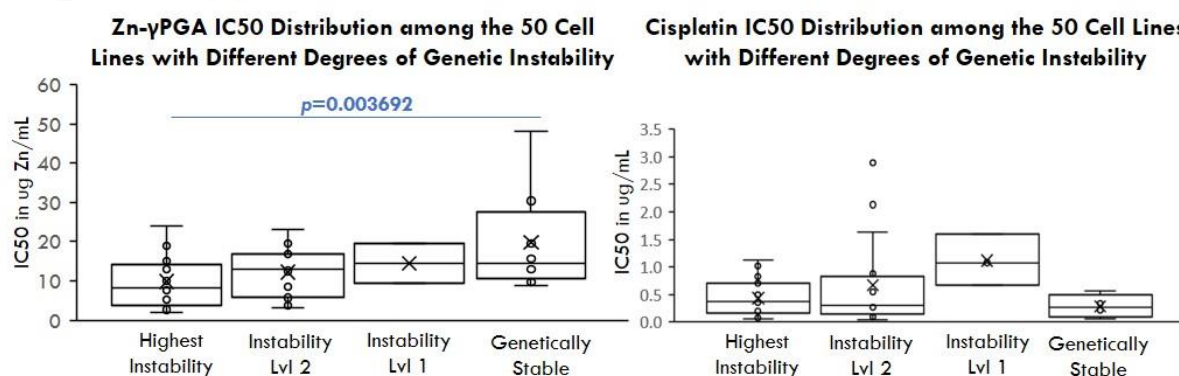 Zn-γPGA IC50 Distribution among the 50 Cell
Lines with Different Degrees of Genetic Instability
60
50
40
30
20
10
0
IC50 in ug Zn/mL
p=0.003692
Highest
Instability
Instability
Lvl 2
Instability
Lvl 1
Genetically
Stable
Cisplatin IC50 Distribution among the 50 Cell Lines
with Different Degrees of Genetic Instability
3.5
3.0
2.5
2.0
1.5
1.0
0.5
0.0
IC50 in ug/mL
Highest
Instability
Instability
Lvl 2
Instability
Lvl 1
Genetically
Stable